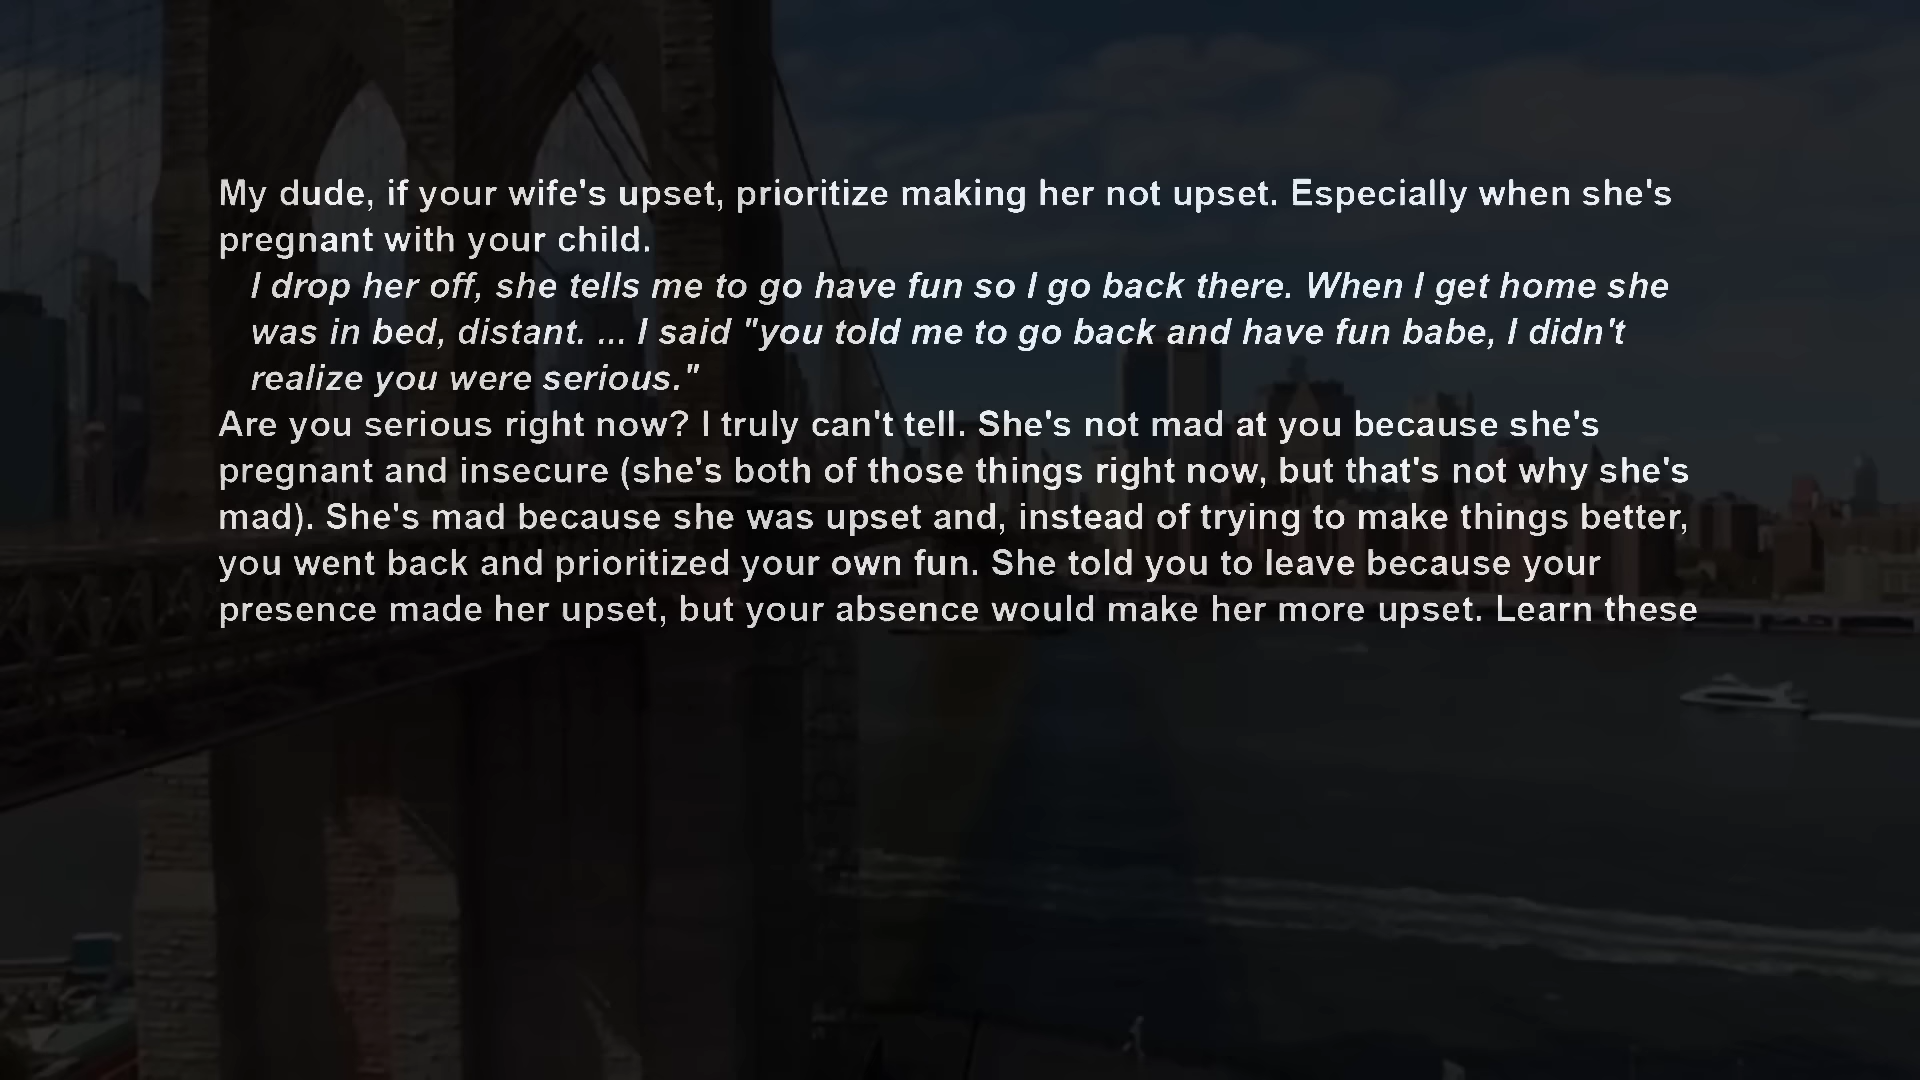 My dude, if your wife's upset, prioritize making her not upset. Especially when she's
pregnant with your child.
I drop her off, she tells me to go have fun so I go back there. When I get home she
was in bed, distant. ... I said "you told me to go back and have fun babe, I didn't
realize you were serious."
Are you serious right now? I truly can't tell. She's not mad at you because she's
pregnant and insecure (she's both of those things right now, but that's not why she's
mad). She's mad because she was upset and, instead of trying to make things better,
you went back and prioritized your own fun. She told you to leave because your
presence made her upset, but your absence would make her more upset. Learn these